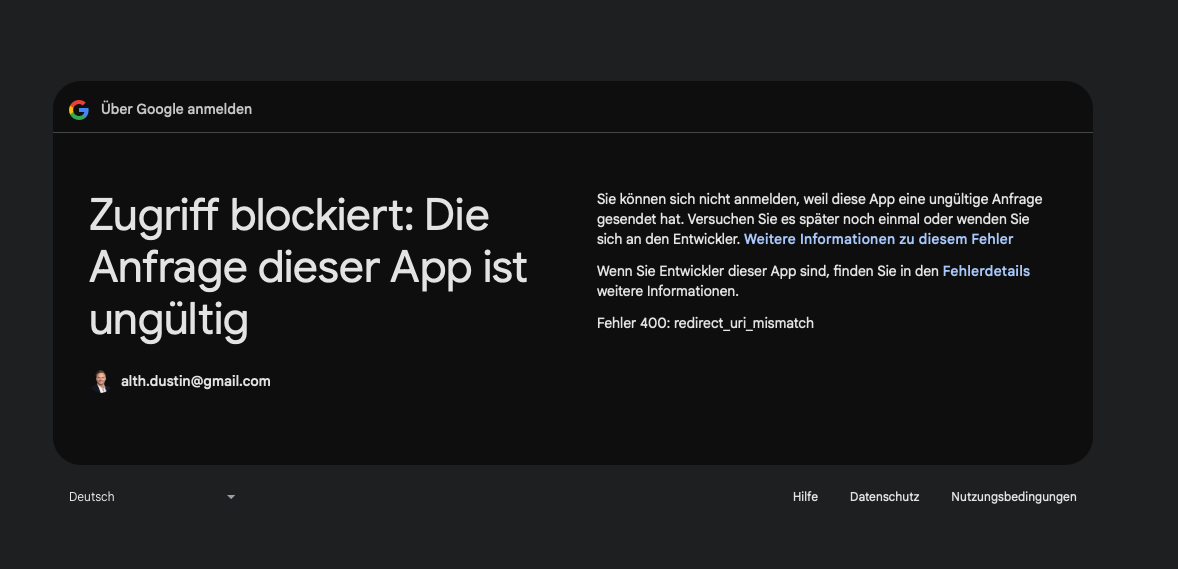 Über Google anmelden
Zugriff blockiert: Die
Anfrage dieser App ist
ungültig
alth.dustin@gmail.com
Sie können sich nicht anmelden, weil diese App eine ungültige Anfrage
gesendet hat. Versuchen Sie es später noch einmal oder wenden Sie
sich an den Entwickler. Weitere Informationen zu diesem Fehler
Wenn Sie Entwickler dieser App sind, finden Sie in den Fehlerdetails
weitere Informationen.
Fehler 400: redirect_uri_mismatch
Deutsch
Hilfe
Datenschutz
Nutzungsbedingungen